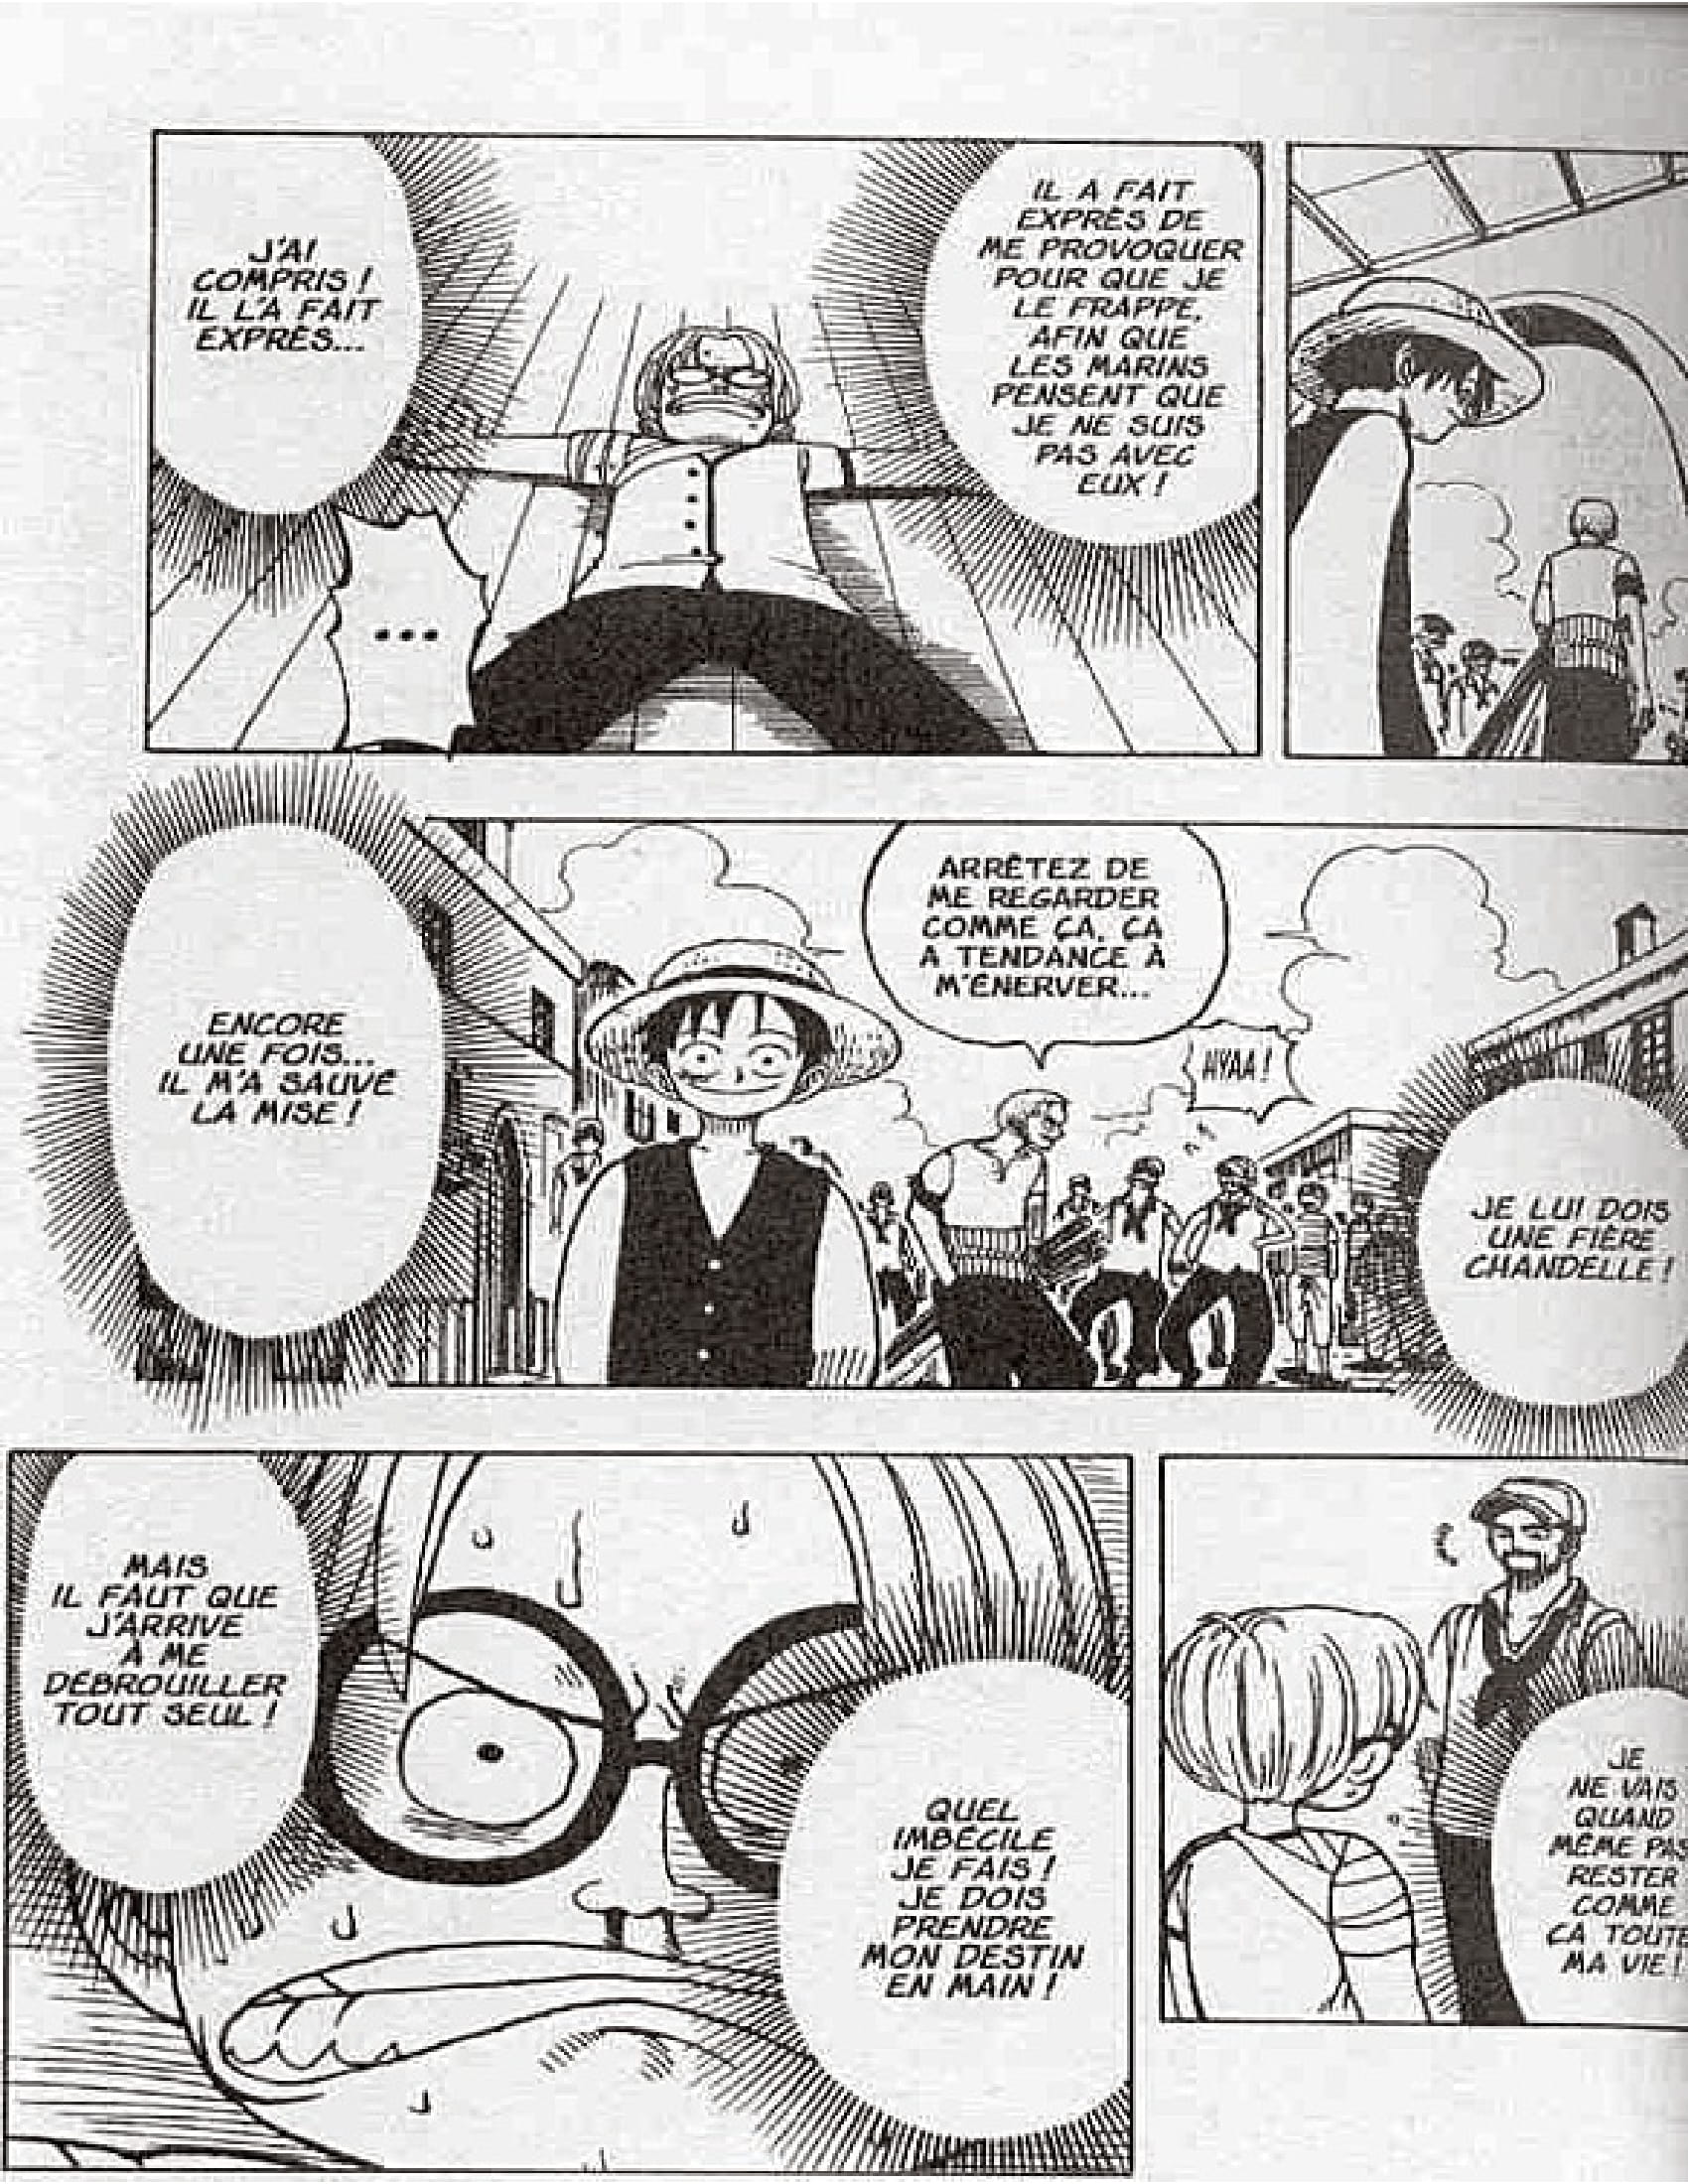 IL A FAIT
EXPRÈS DE
ME PROVOQUER
POUR QUE JE
LE FRAPPE,
AFIN QUE
LES MARINS
PENSENT QUE
JE NE SUIS
PAS AVEC
EUX !
J'AI
COMPRIS !
IL L'A FAIT
EXPRÈS...
...
JE LUI DOIS
UNE FIÈRE
CHANDELLE !
HYAA !
ARRÊTEZ DE
ME REGARDER
COMME ÇA. ÇA
A TENDANCE À
M'ÉNERVER...
ENCORE
UNE FOIS...
IL M'A SAUVÉ
LA MISE !
JE
NE VAIS
QUAND
MÊME PAS
RESTER
COMME
ÇA TOUTE
MA VIE !
QUEL
IMBÉCILE
JE FAIS !
JE DOIS
PRENDRE
MON DESTIN
EN MAIN !
MAIS
IL FAUT QUE
J'ARRIVE
À ME
DÉBROUILLER
TOUT SEUL !